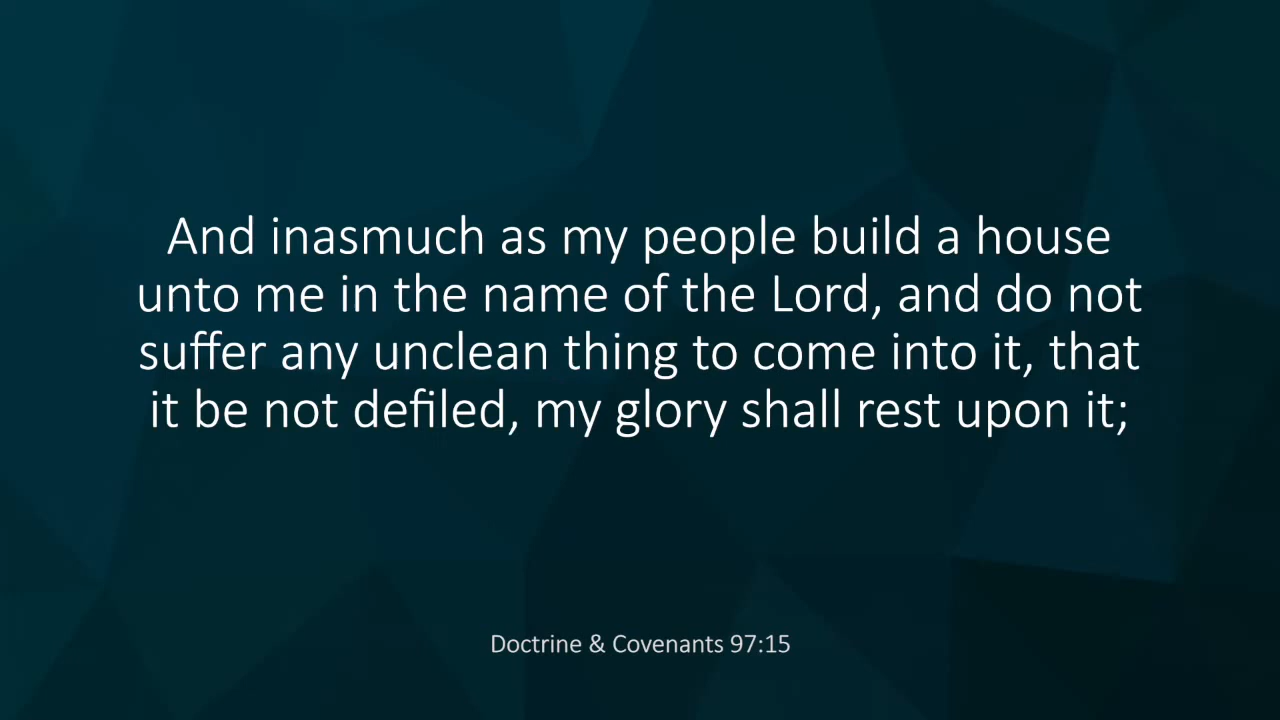 And inasmuch as my people build a house
unto me in the name of the Lord, and do not
suffer any unclean thing to come into it, that
it be not defiled, my glory shall rest upon it;
Doctrine & Covenants 97:15